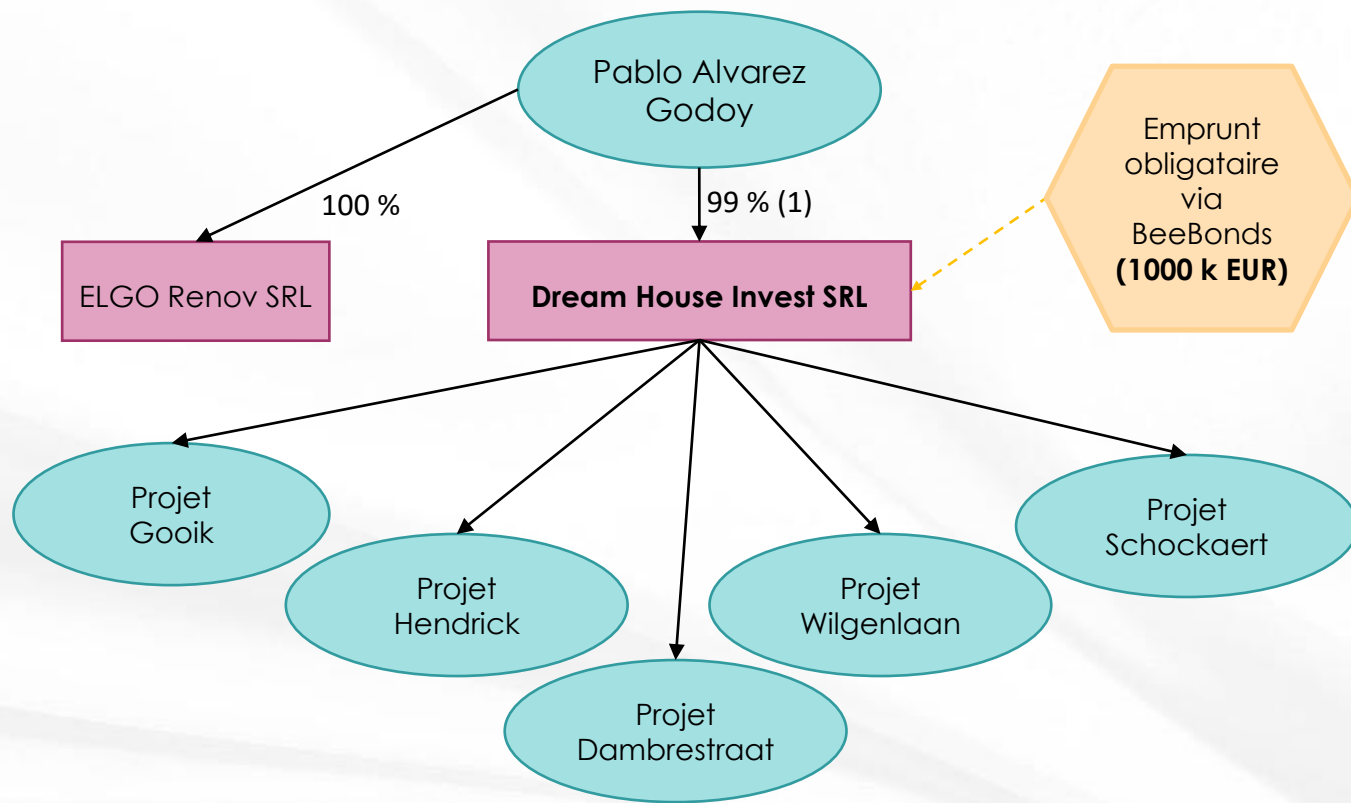 Pablo Alvarez
Godoy
Emprunt
obligataire
via
BeeBonds
(1000 k EUR)
100 %
99 % (1)
ELGO Renov SRL
Dream House Invest SRL
Projet
Gooik
Projet
Hendrick
Projet
Dambrestraat
Projet
Wilgenlaan
Projet
Schockaert